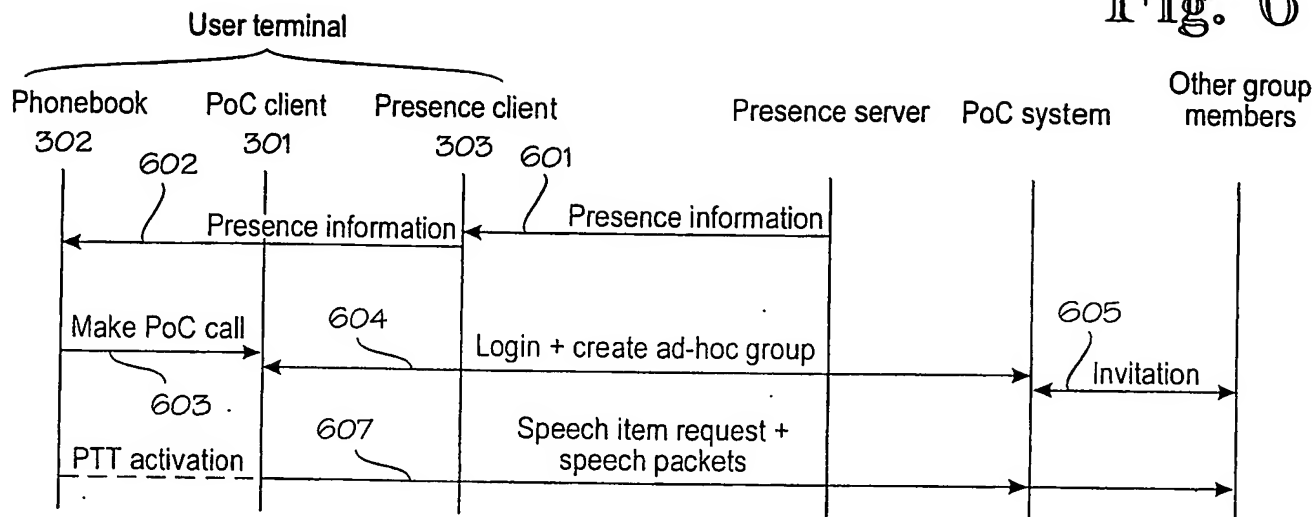 Fig. 6
User terminal
Phonebook
302
PoC client
301
Presence client
303
Presence server
PoC system
Other group
members
602
601
Presence information
Presence information
Make PoC call
603
604
Login + create ad-hoc group
605
Invitation
PTT activation
607
Speech item request +
speech packets